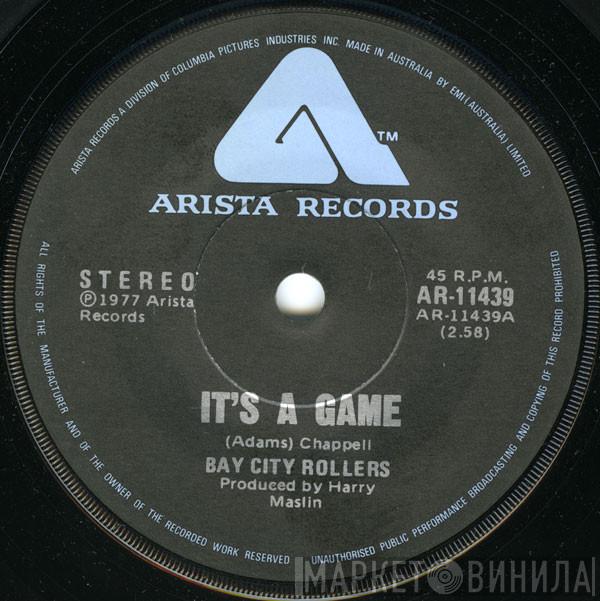 ARISTA RECORDS A DIVISION OF COLUMBIA PICTURES INDUSTRIES INC. MADE IN AUSTRALIA BY EMI (AUSTRALIA) LIMITED
TM
ARISTA RECORDS
STEREO
Ⓟ1977 Arista
Records
45 R.P.M.
AR-11439
AR-11439A
(2.58)
IT'S A GAME
(Adams) Chappell
BAY CITY ROLLERS
Produced by Harry
Maslin
ALL RIGHTS OF THE MANUFACTURER AND OF THE OWNER OF THE RECORDED WORK RESERVED - UNAUTHORISED PUBLIC PERFORMANCE BROADCASTING AND COPYING OF THIS RECORD PROHIBITED
МАРКЕТ ВИНИЛА